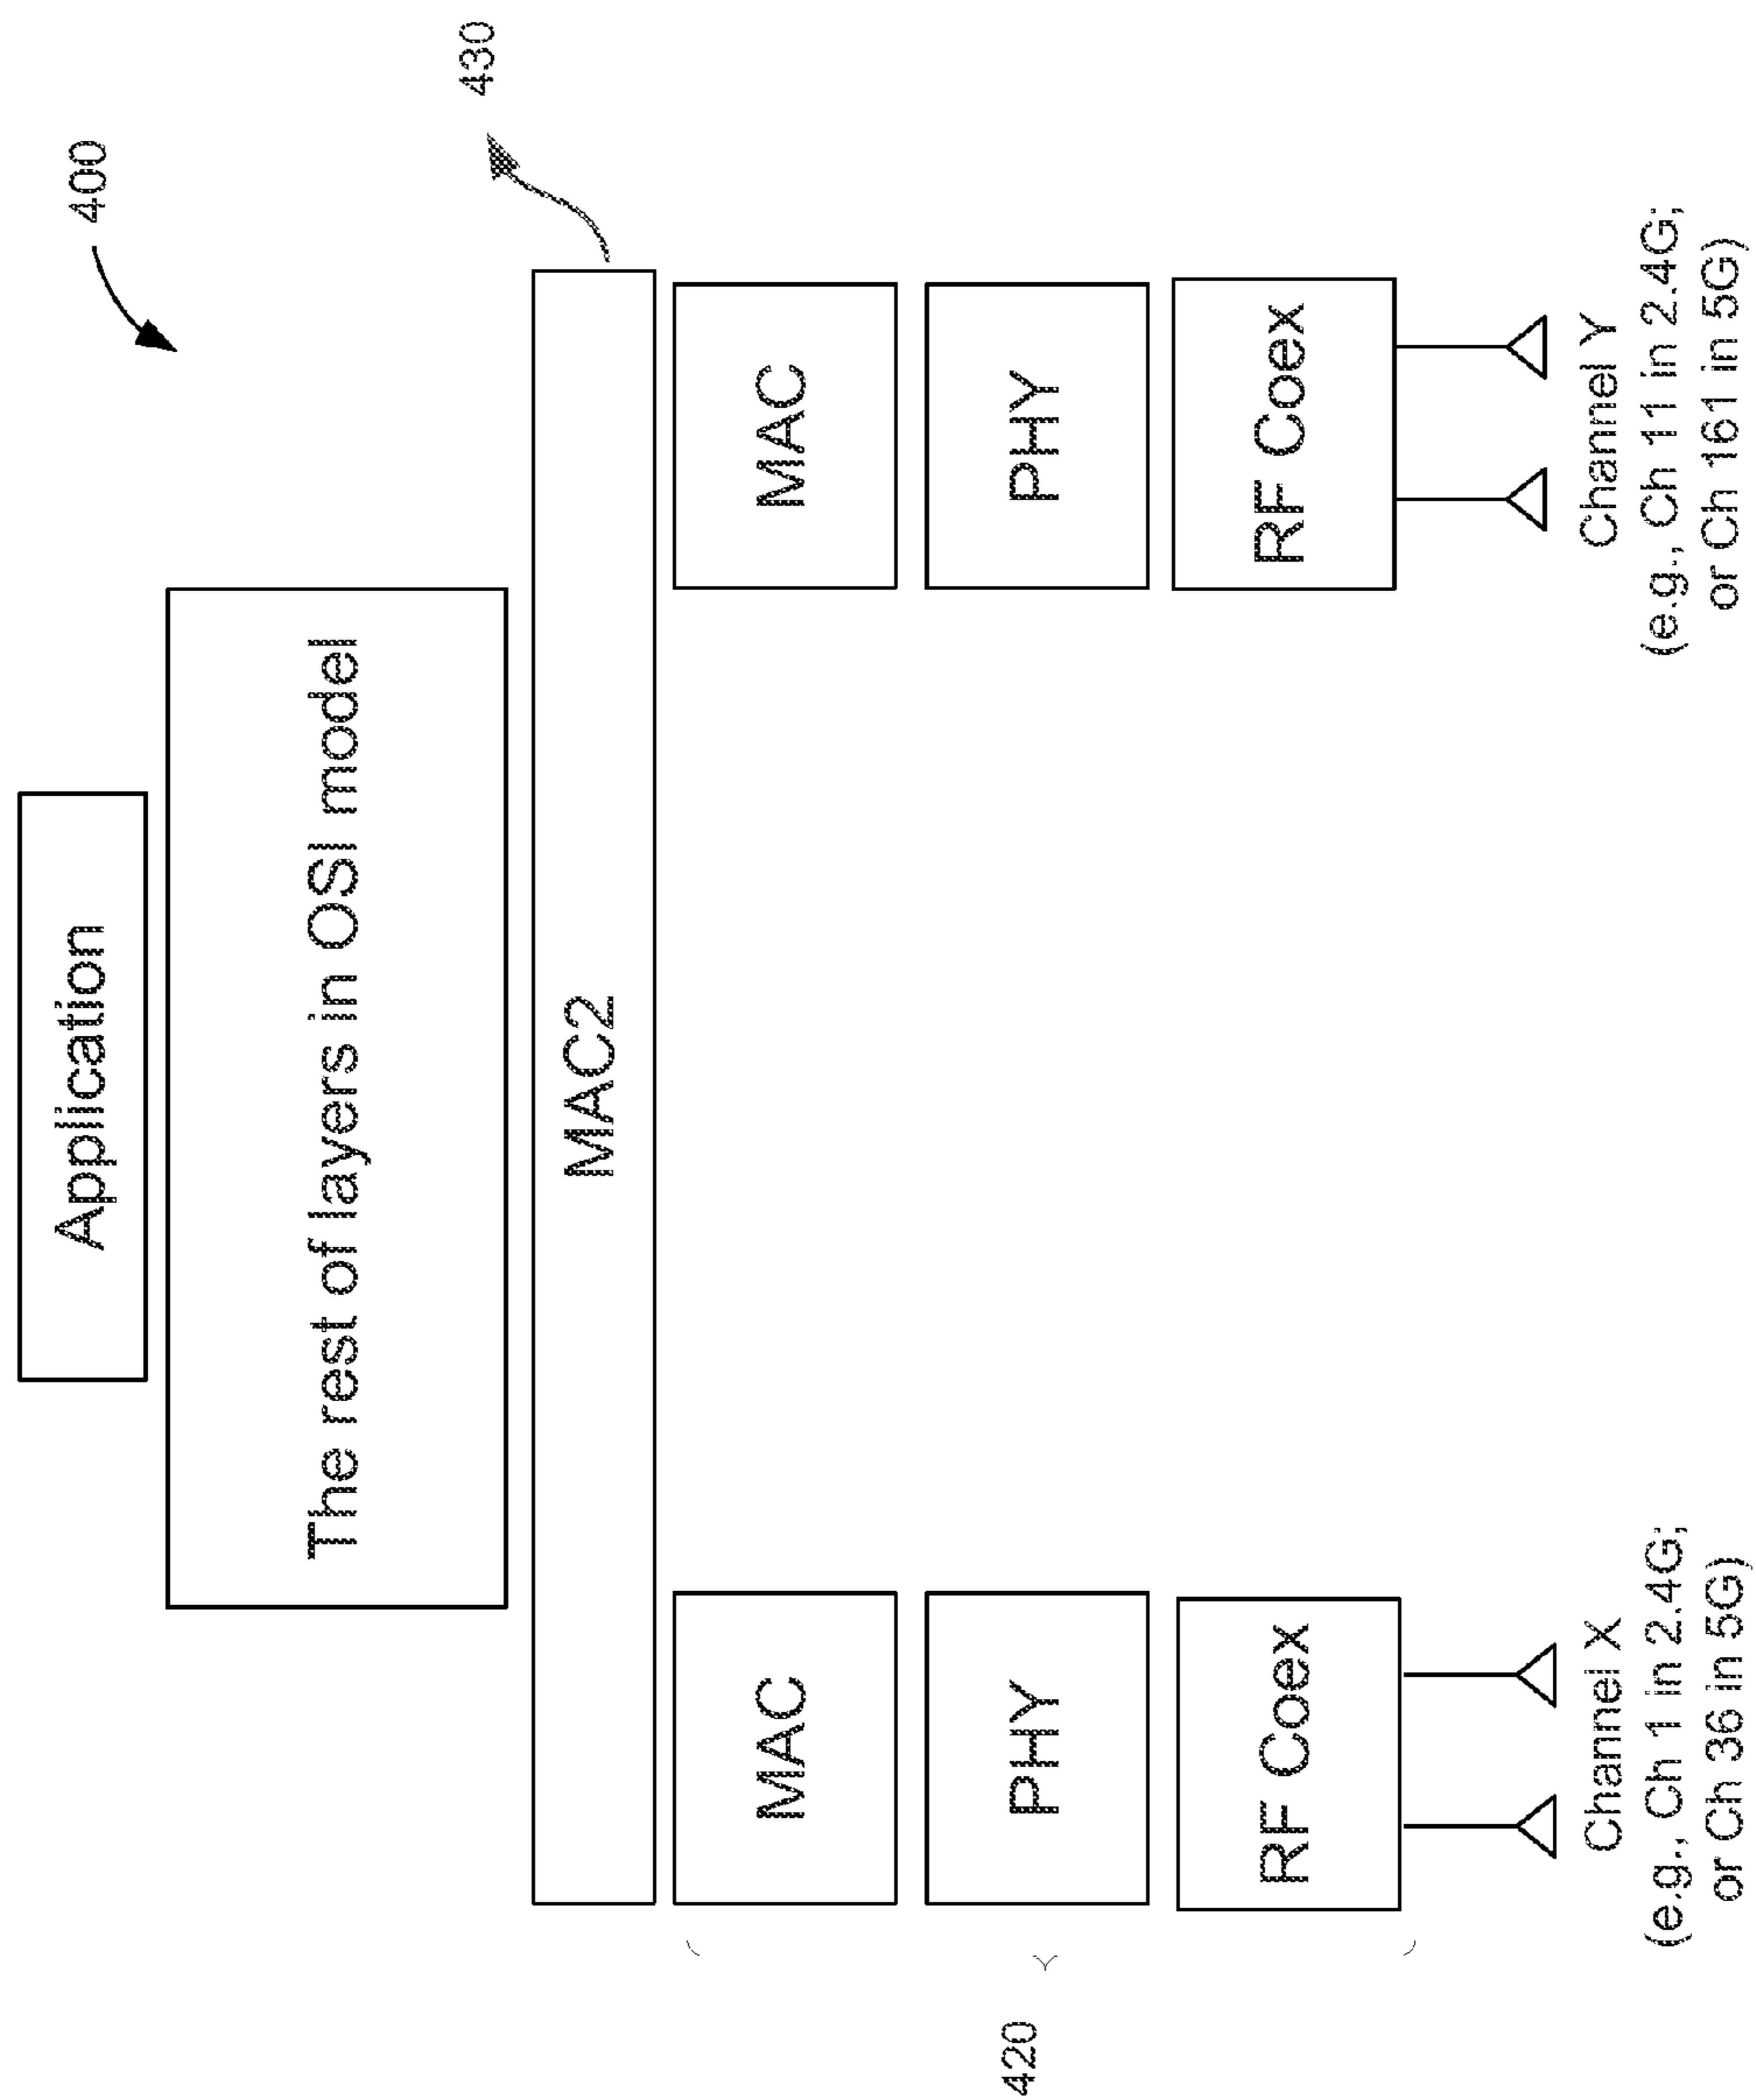 400
Application
The rest of layers in OSI model
430
MAC2
MAC
MAC
420
PHY
PHY
RF Coex
RF Coex
Channel X
(e.g., Ch 1 in 2.4G;
or Ch 36 in 5G)
Channel Y
(e.g., Ch 11 in 2.4G;
or Ch 161 in 5G)